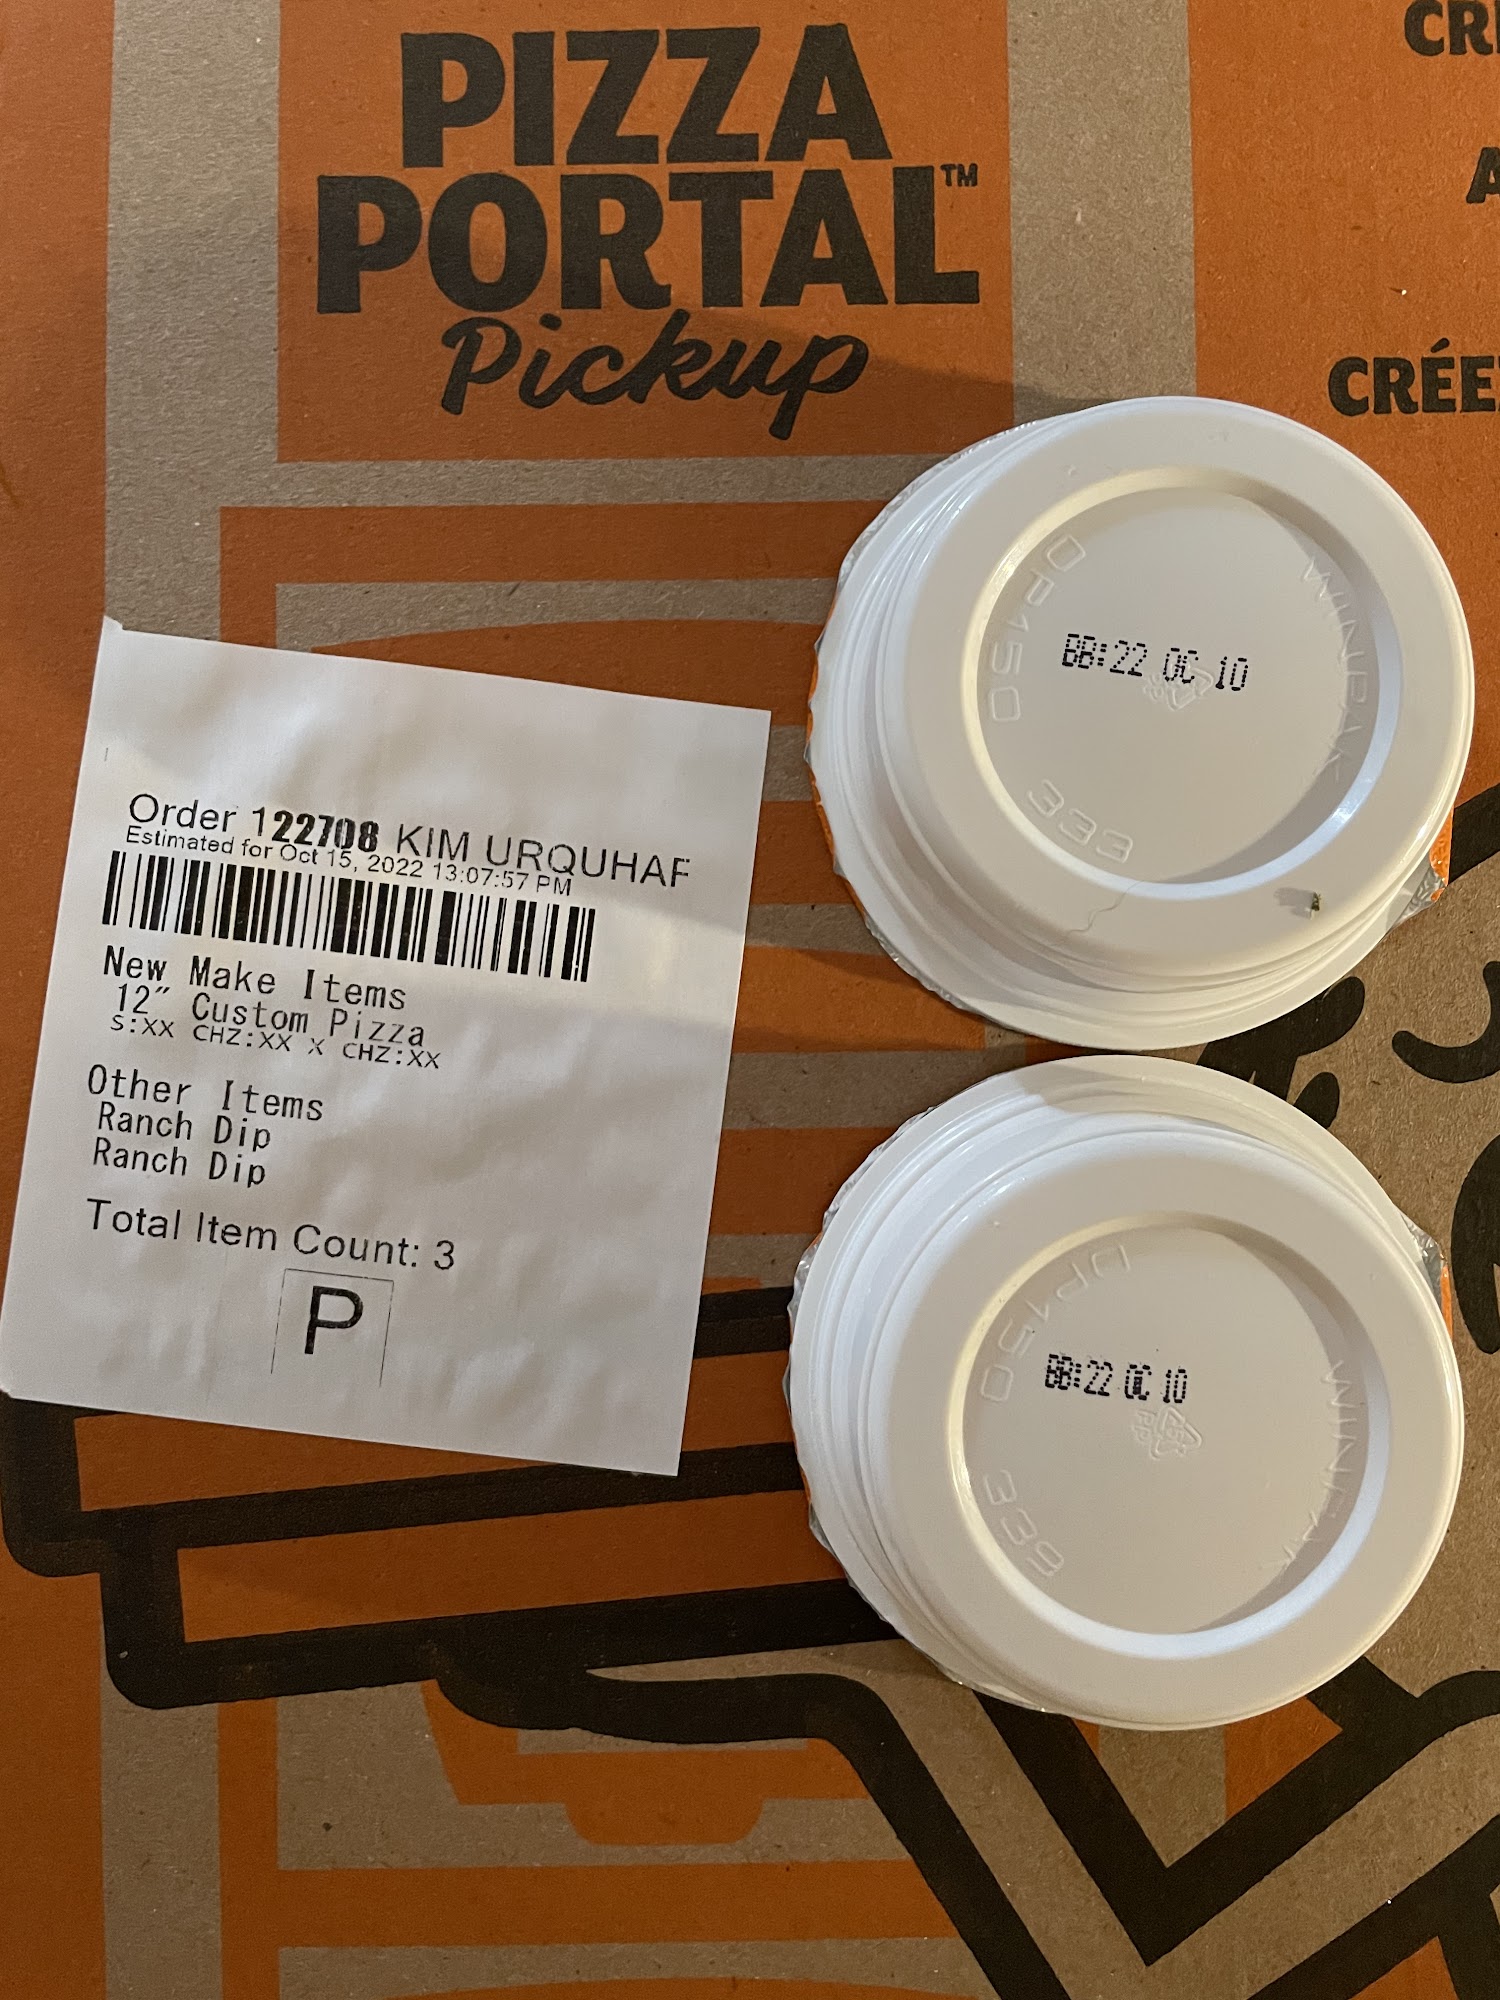 PIZZA
PORTAL™
Pickup
CRÉE
Order 122708 KIM URQUHAR
Estimated for Oct 15, 2022 13:07:57 PM
New Make Items
12" Custom Pizza
S:XX CHZ:XX X CHZ:XX
Other Items
Ranch Dip
Ranch Dip
Total Item Count: 3
P
DP150
WINPAK
BB:22 OC 10
333
DP150
WINPAK
BB:22 OC 10
PP
333